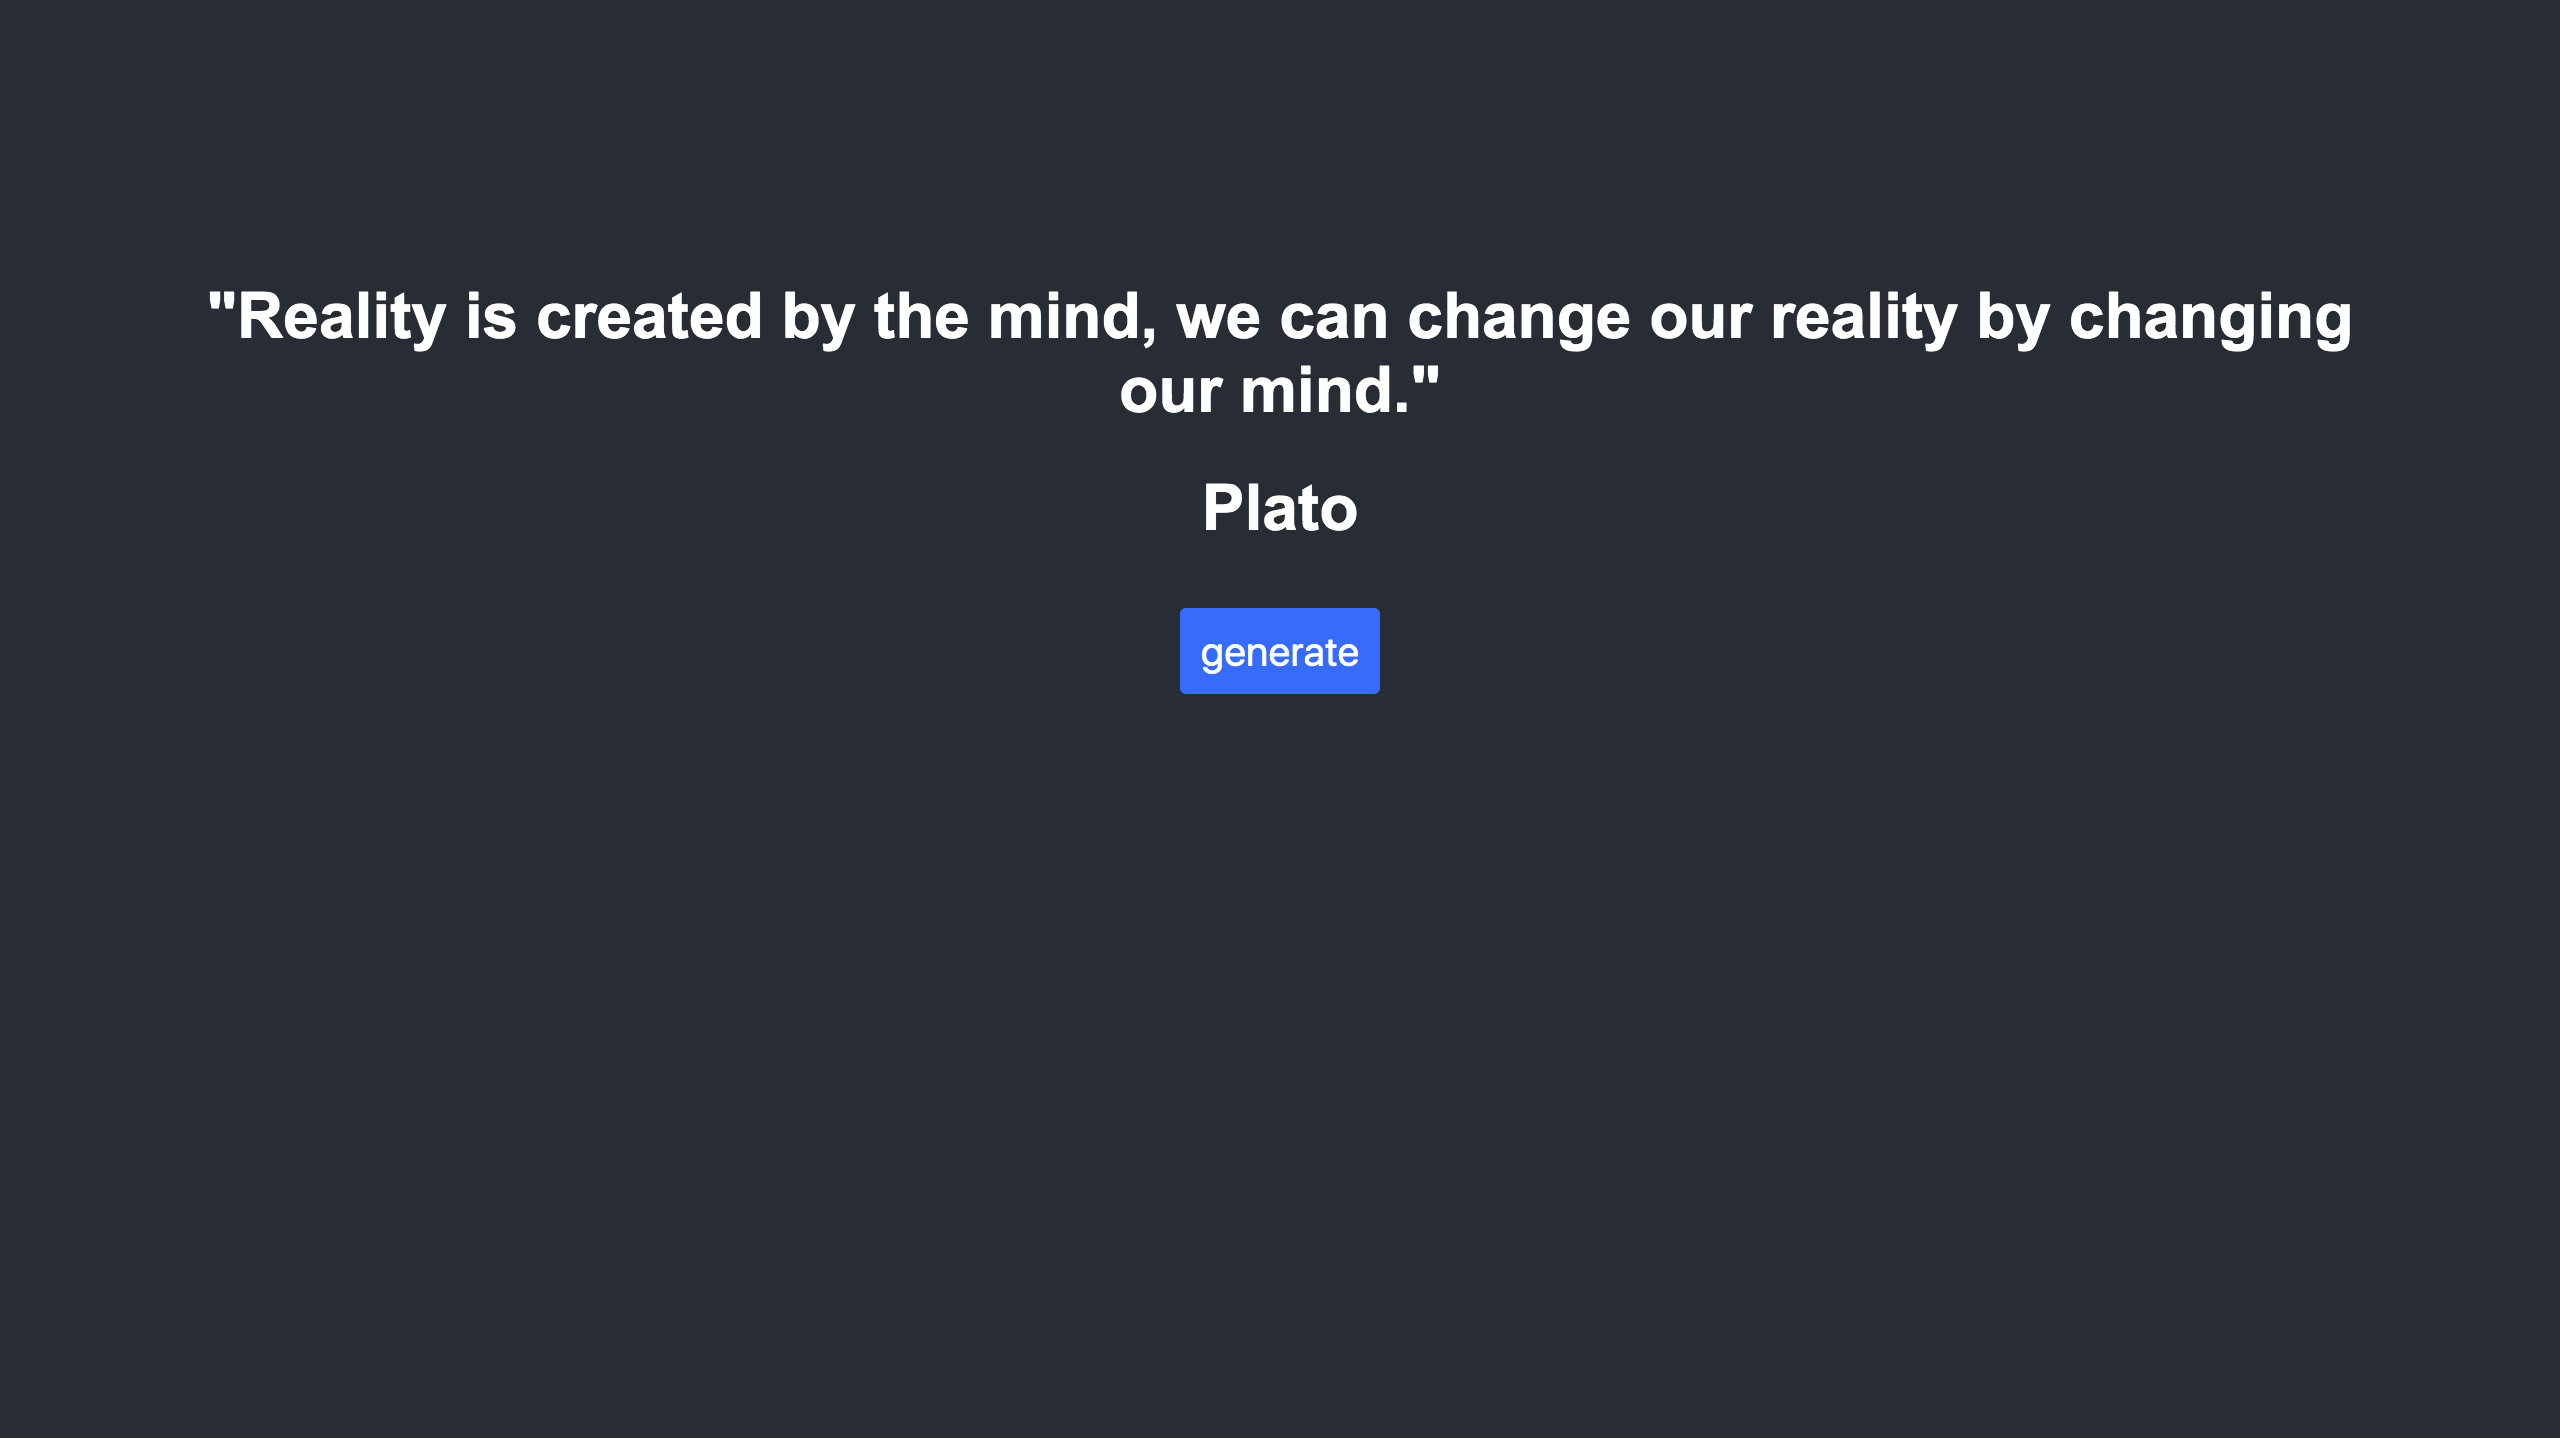 "Reality is created by the mind, we can change our reality by changing
our mind."
Plato
generate